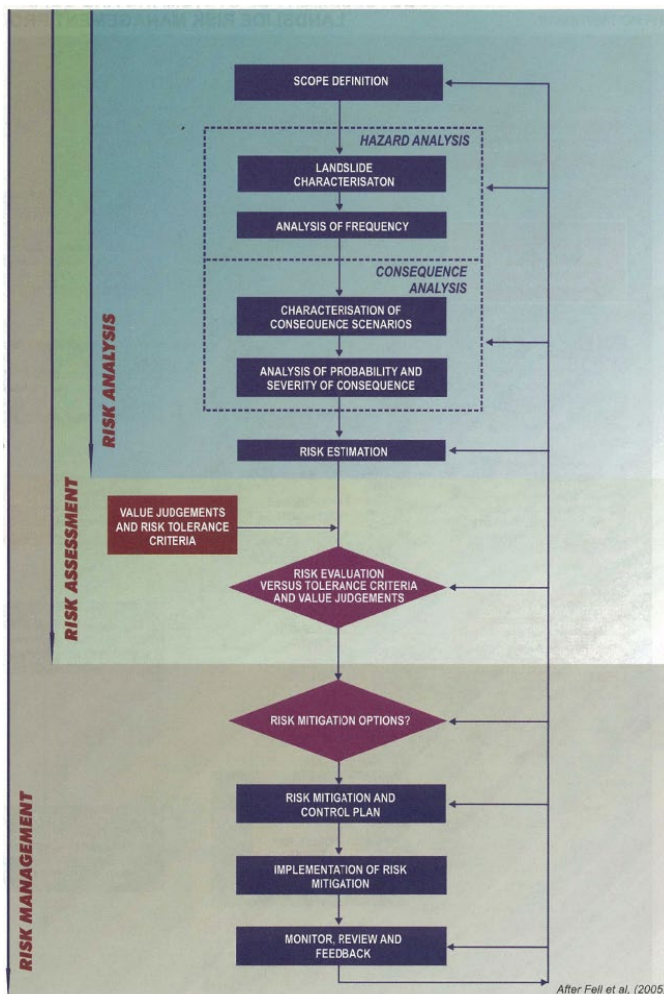 SCOPE DEFINITION
HAZARD ANALYSIS
LANDSLIDE
CHARACTERISATON
ANALYSIS OF FREQUENCY
CONSEQUENCE
ANALYSIS
CHARACTERISATION OF
CONSEQUENCE SCENARIOS
ANALYSIS OF PROBABILITY AND
SEVERITY OF CONSEQUENCE
RISK ANALYSIS
RISK ESTIMATION
VALUE JUDGEMENTS
AND RISK TOLERANCE
CRITERIA
RISK EVALUATION
VERSUS TOLERANCE CRITERIA
AND VALUE JUDGEMENTS
RISK ASSESSMENT
RISK MITIGATION OPTIONS?
RISK MITIGATION AND
CONTROL PLAN
IMPLEMENTATION OF RISK
MITIGATION
MONITOR, REVIEW AND
FEEDBACK
RISK MANAGEMENT
After Fell et al. (2005)